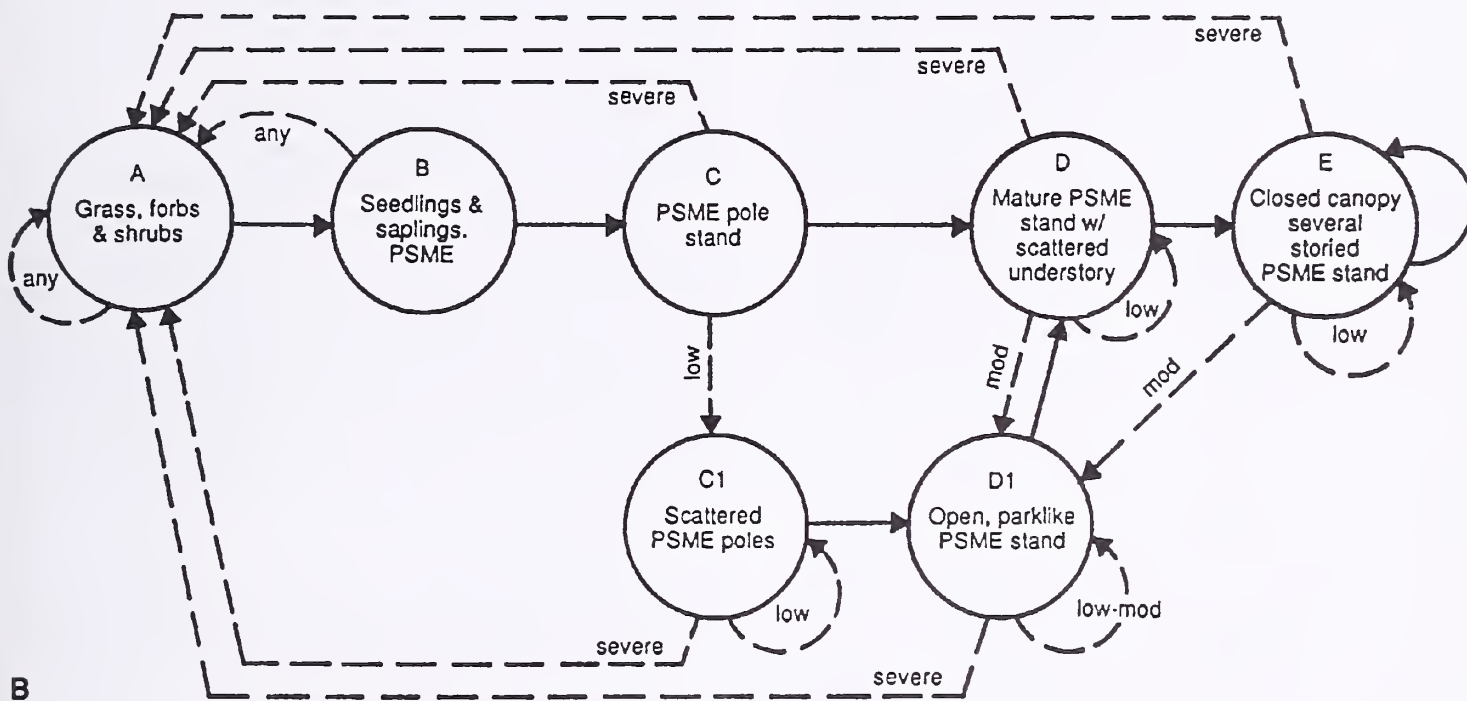 severe
severe
severe
any
A
Grass, forbs
& shrubs
any
B
Seedlings &
saplings.
PSME
C
PSME pole
stand
D
Mature PSME
stand w/
scattered
understory
low
E
Closed canopy
several
storied
PSME stand
low
low
mod
mod
C1
Scattered
PSME poles
low
D1
Open, parklike
PSME stand
low-mod
severe
severe
B